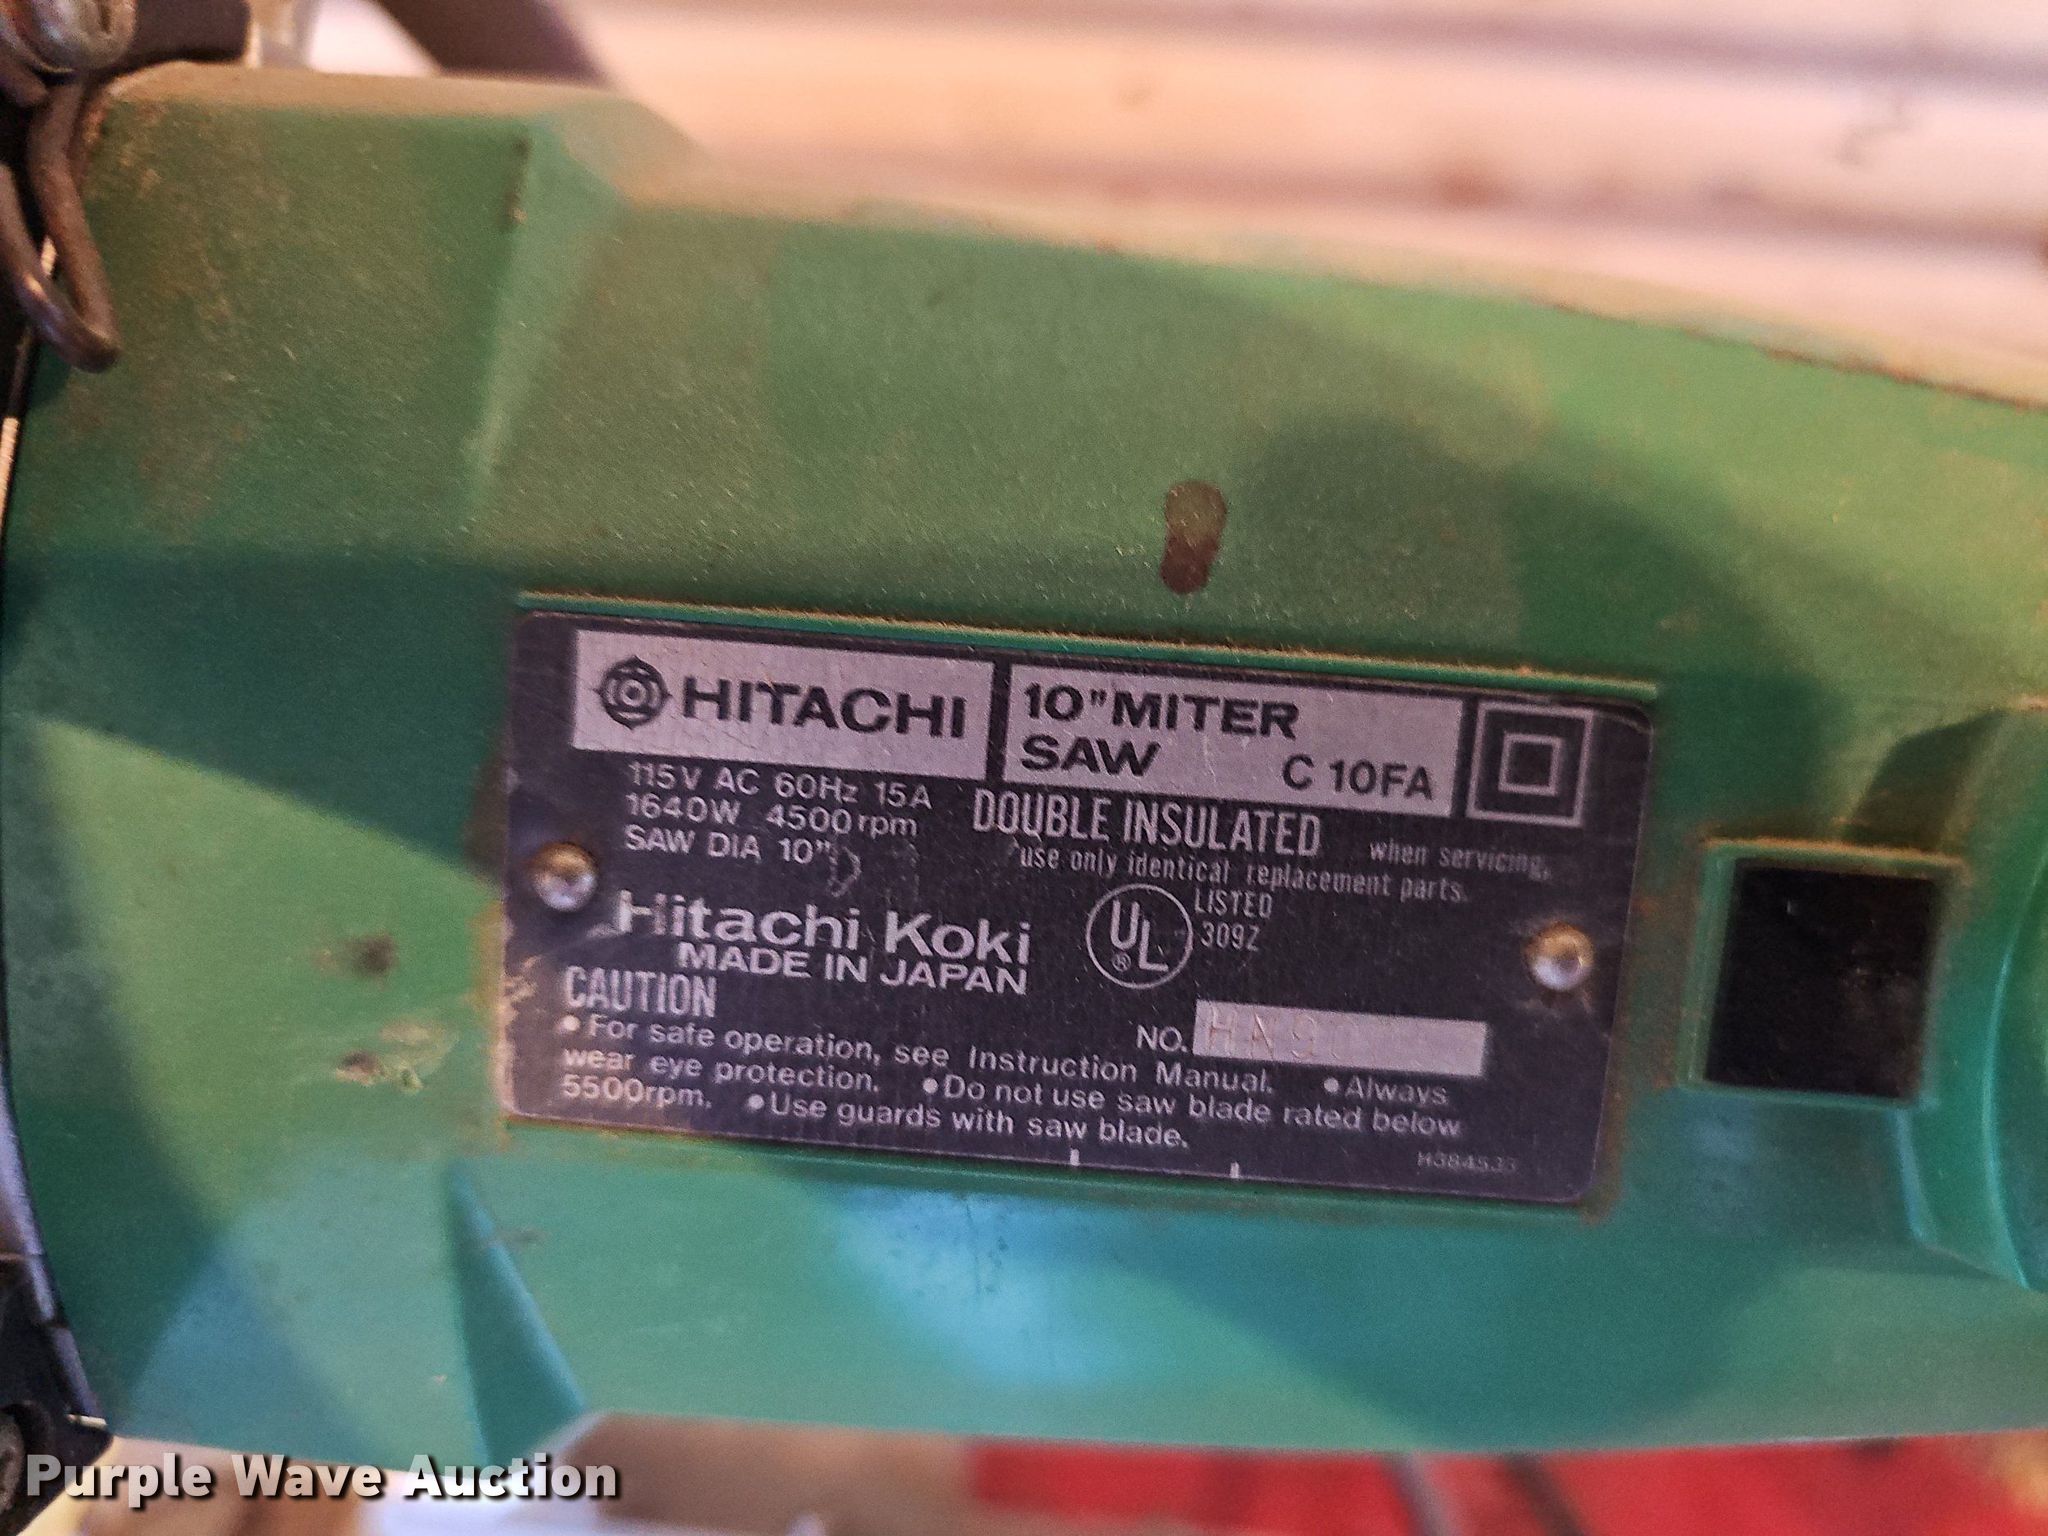 HITACHI
10" MITER
SAW C 10FA
115V AC 60Hz 15A
1640W 4500rpm
SAW DIA 10"
DOUBLE INSULATED when servicing,
use only identical replacement parts.
Hitachi Koki
MADE IN JAPAN
UL®
LISTED
309Z
CAUTION
NO.
• For safe operation, see Instruction Manual. • Always
wear eye protection. • Do not use saw blade rated below
5500rpm. • Use guards with saw blade.
Purple Wave Auction